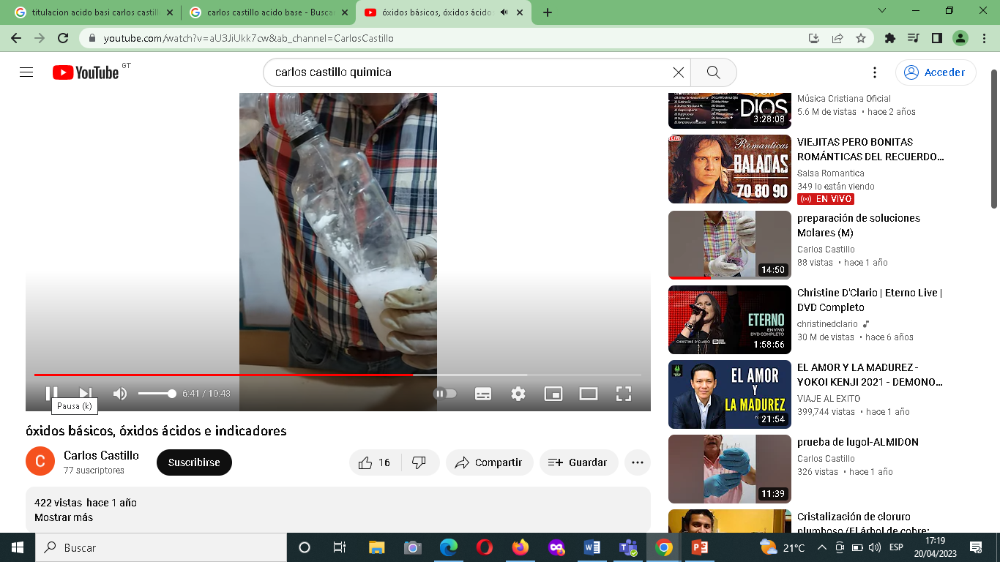 titulacion acido basi carlos castill
carlos castillo acido base - Buscar
óxidos básicos, óxidos ácidos
youtube.com/watch?v=aU3JiUkk7cw&ab_channel=CarlosCastillo
YouTube GT
carlos castillo quimica
Acceder
DIOS
3:28:08
Música Cristiana Oficial
5.6 M de vistas • hace 2 años
LIVE
Romanticas
BALADAS
70 80 90
VIEJITAS PERO BONITAS
ROMÁNTICAS DEL RECUERDO...
Salsa Romantica
349 lo están viendo
EN VIVO
14:50
preparación de soluciones
Molares (M)
Carlos Castillo
88 vistas • hace 1 año
ETERNO
EN VIVO
DVD COMPLETO
CHRISTINE D'CLARIO
1:58:56
Christine D'Clario | Eterno Live |
DVD Completo
christinedclario
30 M de vistas • hace 6 años
EL AMOR
Y
LA MADUREZ
21:54
EL AMOR Y LA MADUREZ -
YOKOI KENJI 2021 - DEMONO...
VIAJE AL EXITO
399,744 vistas • hace 1 año
11:39
prueba de lugol-ALMIDON
Carlos Castillo
326 vistas • hace 1 año
Cristalización de cloruro
plumboso (El árbol de cobre:
6:41 / 10:43
Pausa (k)
óxidos básicos, óxidos ácidos e indicadores
C
Carlos Castillo
77 suscriptores
Suscribirse
16
Compartir
Guardar
422 vistas hace 1 año
Mostrar más
Buscar
21°C
ESP
17:19
20/04/2023